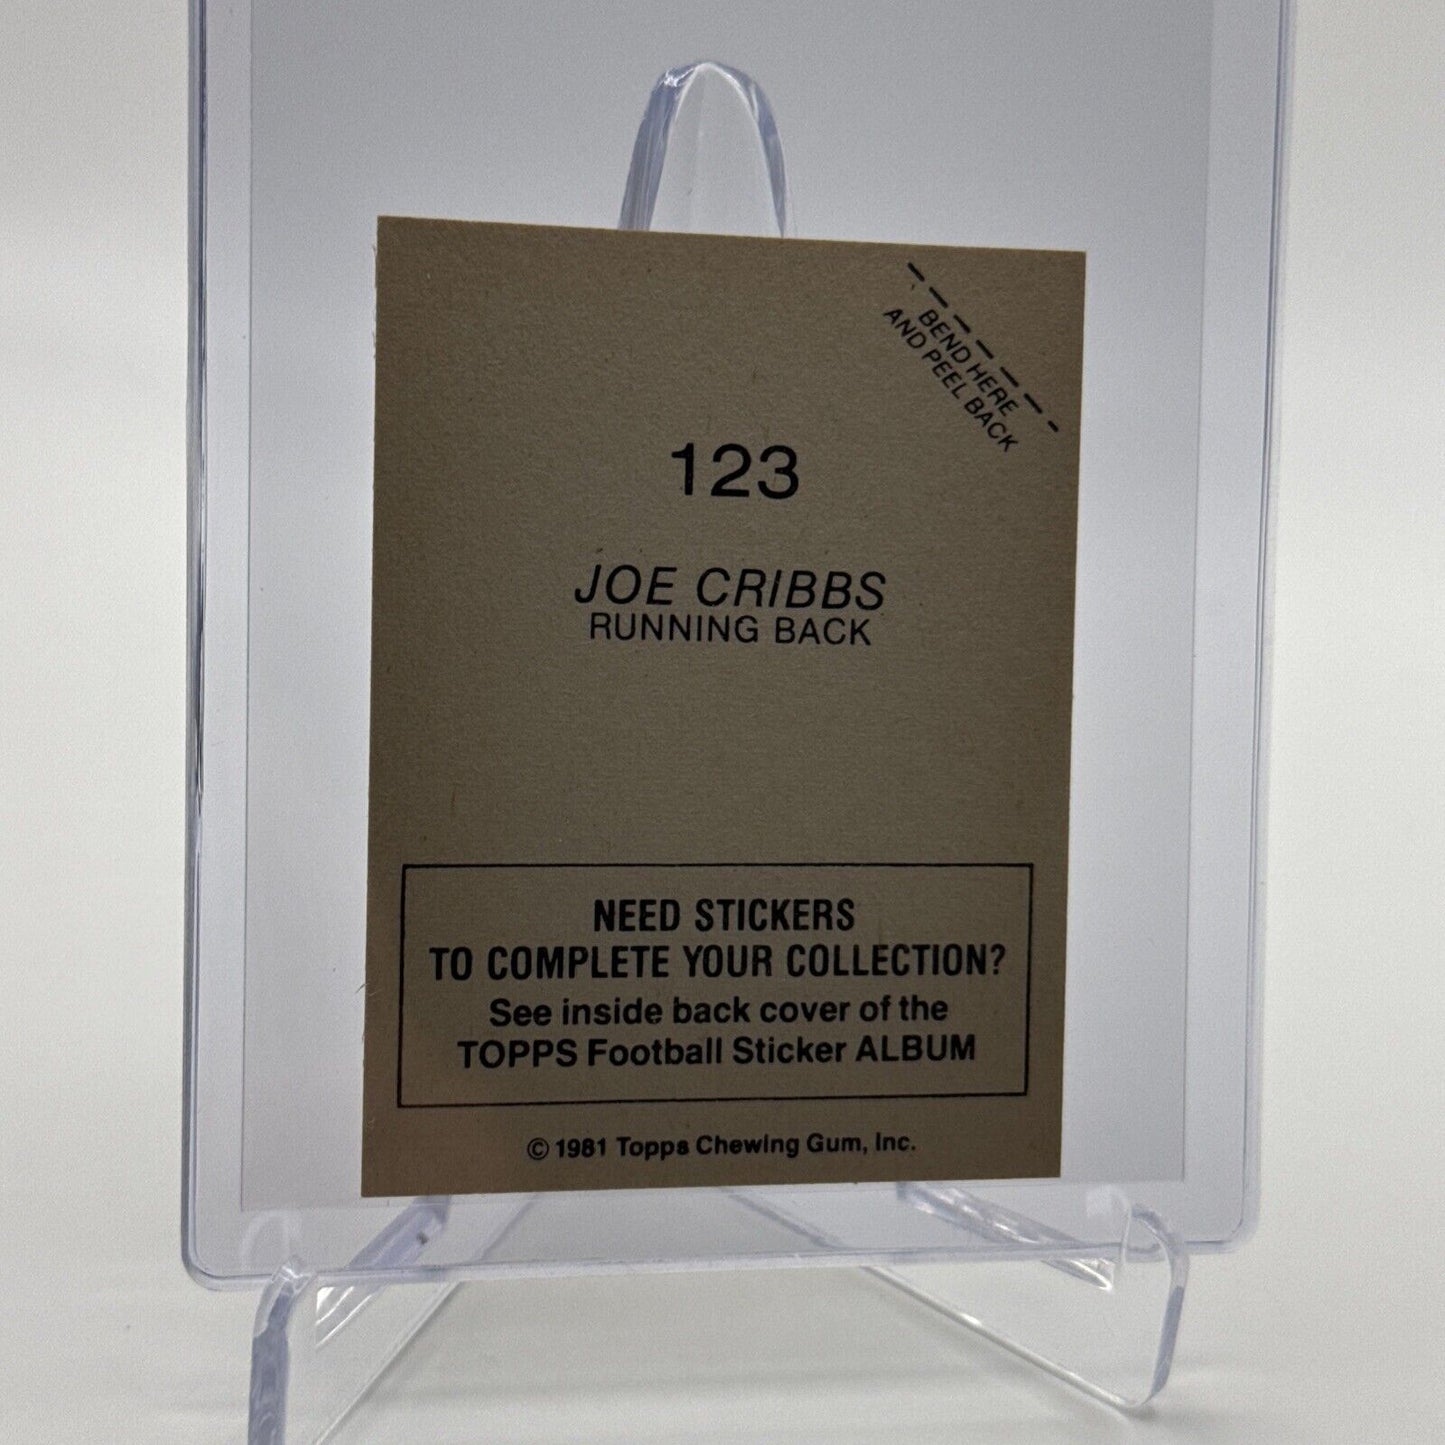 BEND HERE
AND PEEL BACK
123
JOE CRIBBS
RUNNING BACK
NEED STICKERS
TO COMPLETE YOUR COLLECTION?
See inside back cover of the
TOPPS Football Sticker ALBUM
© 1981 Topps Chewing Gum, Inc.